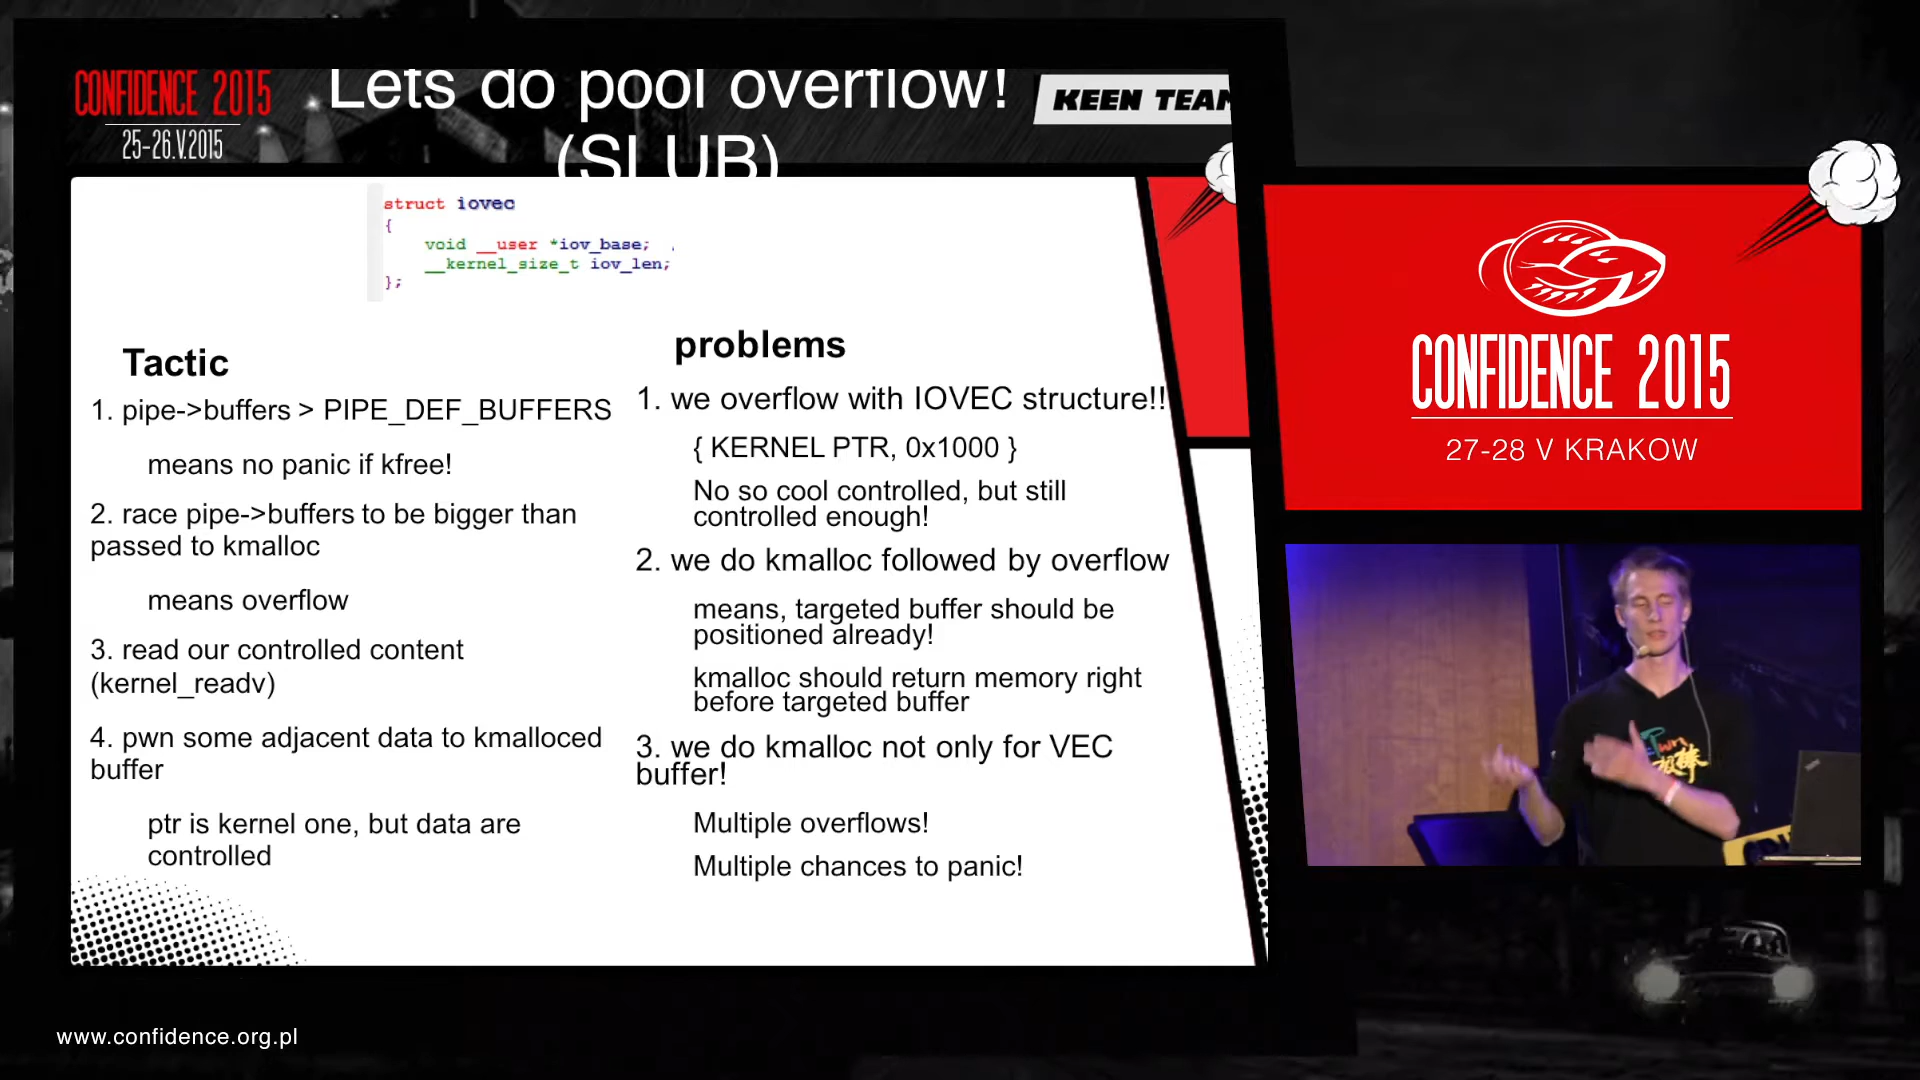 CONFIDENCE 2015
25-26.V.2015
Lets do pool overflow!
(SLUB)
KEEN TEAM
struct iovec
{
void __user *iov_base;
__kernel_size_t iov_len;
};
Tactic
1. pipe->buffers > PIPE_DEF_BUFFERS
means no panic if kfree!
2. race pipe->buffers to be bigger than
passed to kmalloc
means overflow
3. read our controlled content
(kernel_readv)
4. pwn some adjacent data to kmalloced
buffer
ptr is kernel one, but data are
controlled
problems
1. we overflow with IOVEC structure!!
{ KERNEL PTR, 0x1000 }
No so cool controlled, but still
controlled enough!
2. we do kmalloc followed by overflow
means, targeted buffer should be
positioned already!
kmalloc should return memory right
before targeted buffer
3. we do kmalloc not only for VEC
buffer!
Multiple overflows!
Multiple chances to panic!
CONFIDENCE 2015
27-28 V KRAKOW
www.confidence.org.pl